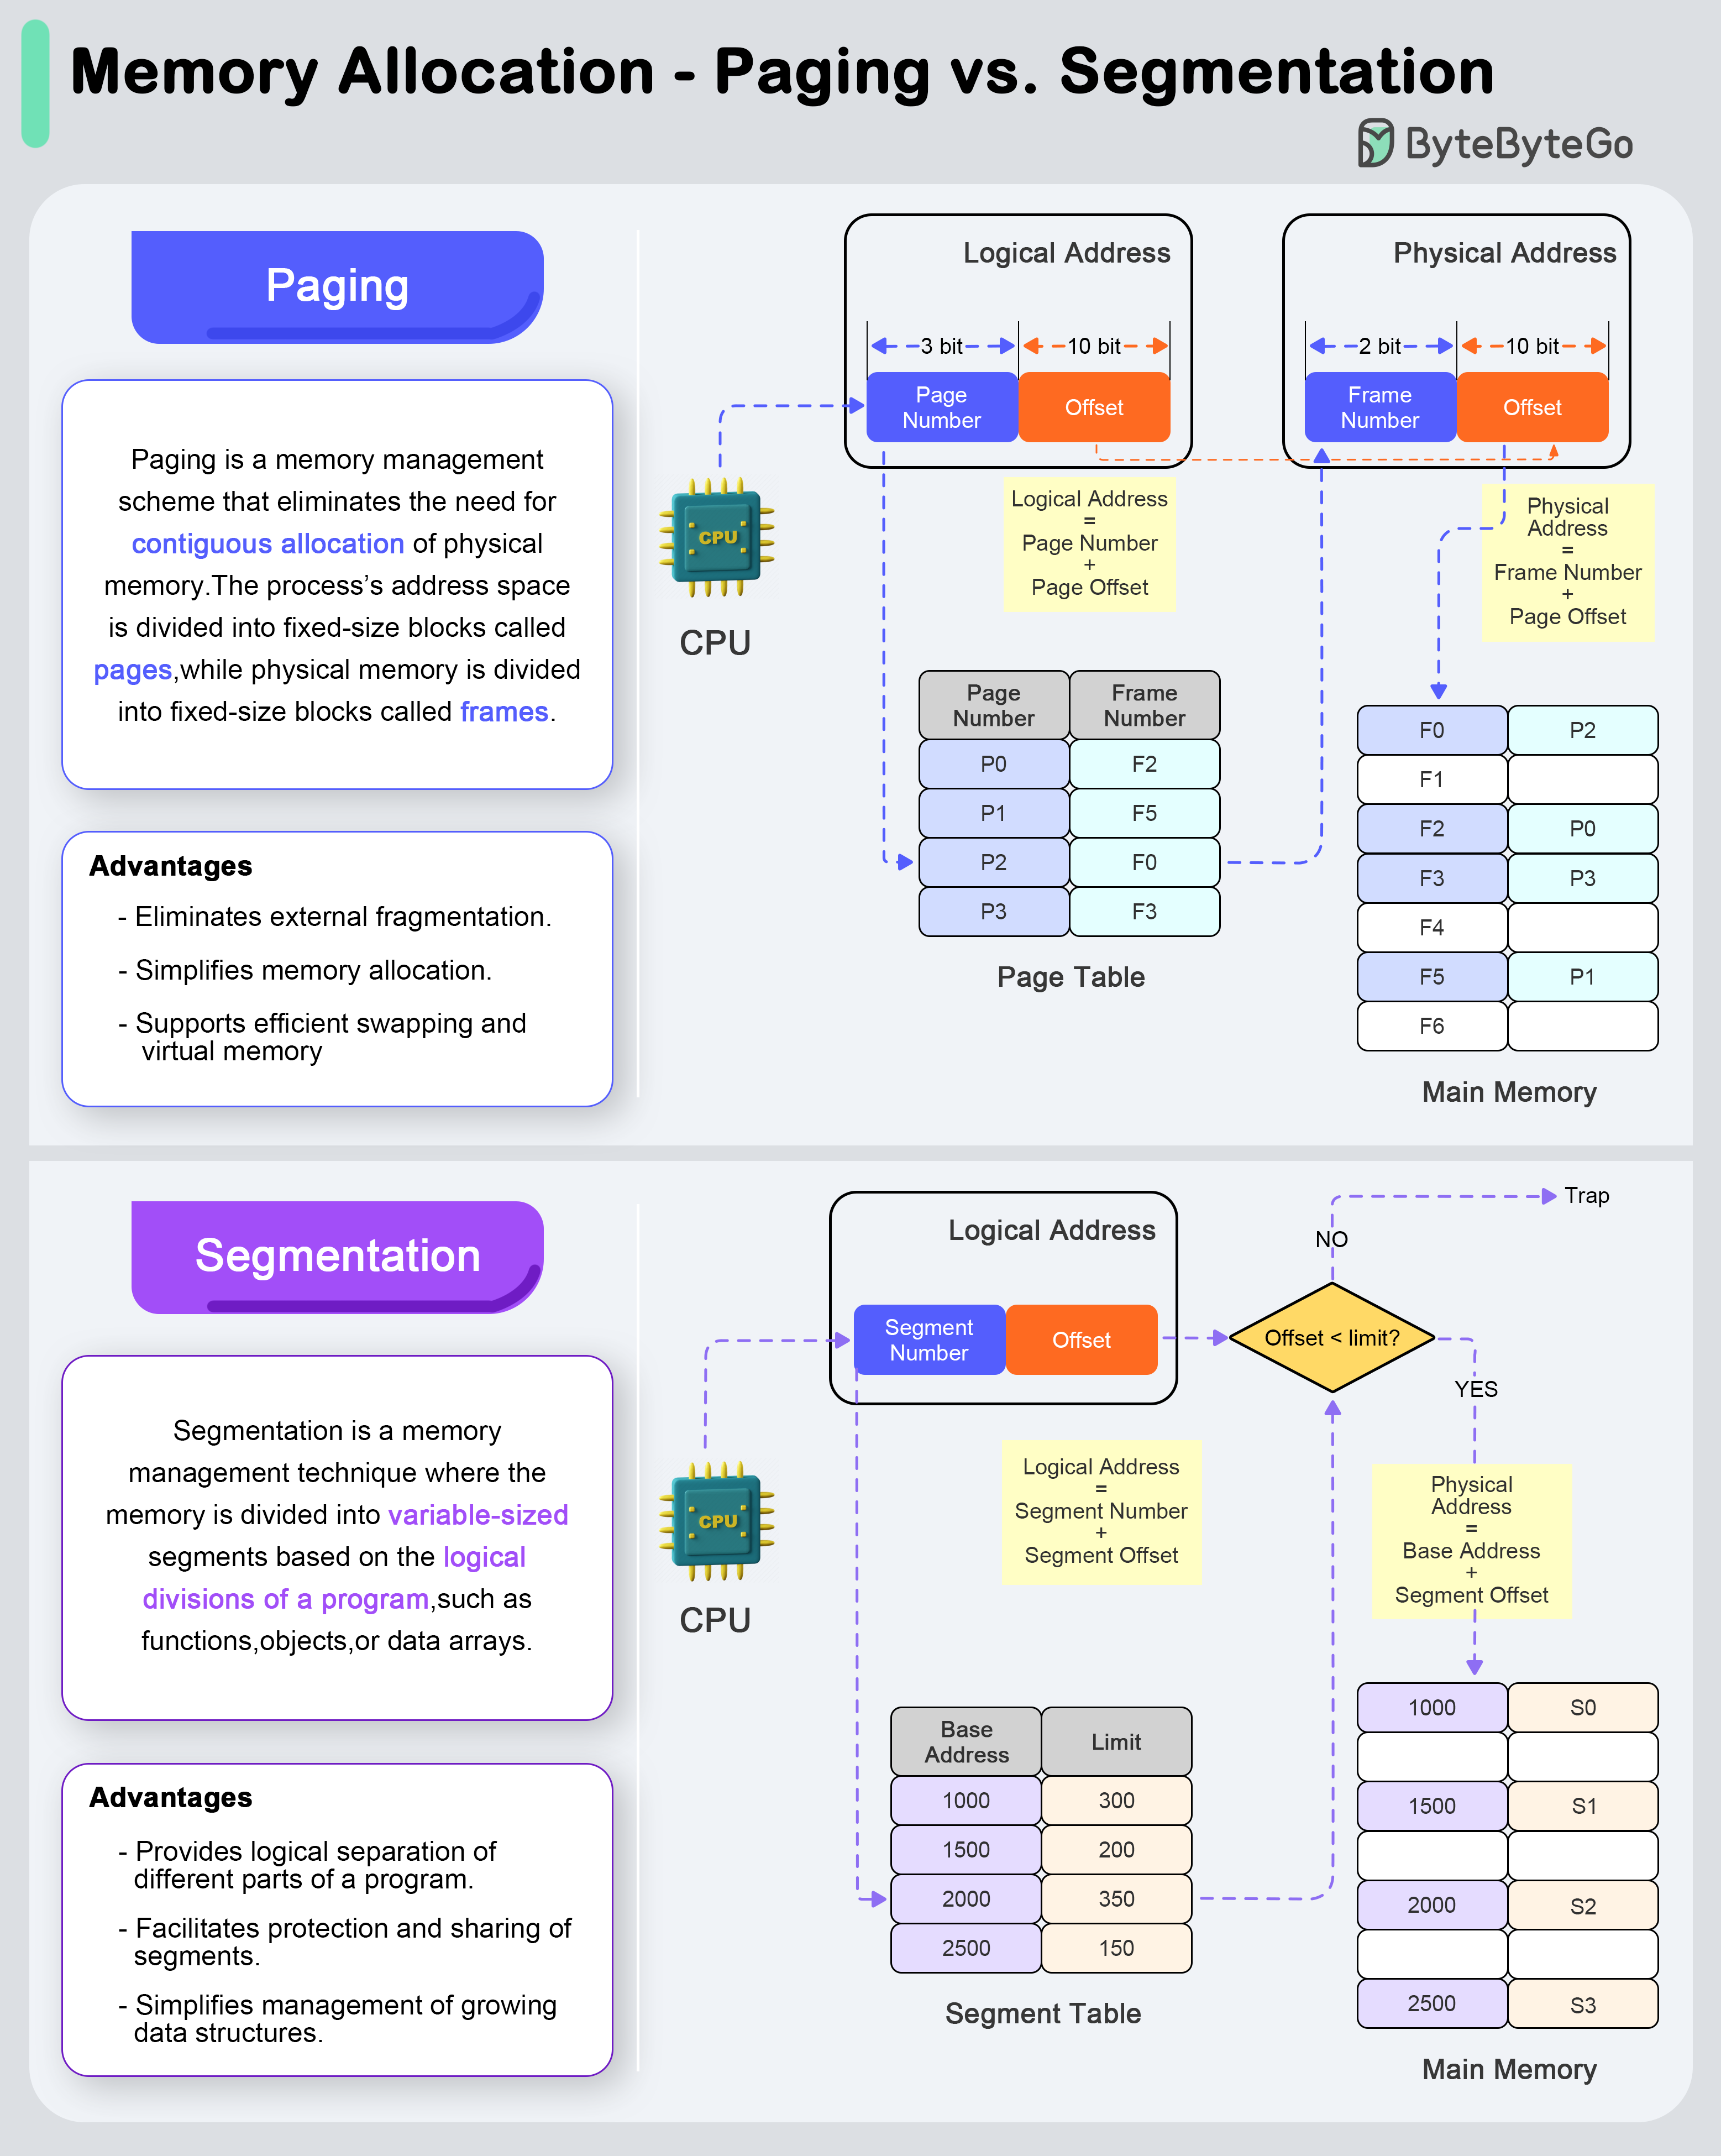 Memory Allocation - Paging vs. Segmentation
ByteByteGo
Paging
Paging is a memory management
scheme that eliminates the need for
contiguous allocation of physical
memory.The process’s address space
is divided into fixed-size blocks called
pages,while physical memory is divided
into fixed-size blocks called frames.
Advantages
- Eliminates external fragmentation.
- Simplifies memory allocation.
- Supports efficient swapping and
virtual memory
CPU
CPU
Logical Address
3 bit
10 bit
Page
Number
Offset
Logical Address
=
Page Number
+
Page Offset
Physical Address
2 bit
10 bit
Frame
Number
Offset
Physical
Address
=
Frame Number
+
Page Offset
Page
Number
Frame
Number
P0 F2
P1 F5
P2 F0
P3 F3
Page Table
F0 P2
F1
F2 P0
F3 P3
F4
F5 P1
F6
Main Memory
Segmentation
Segmentation is a memory
management technique where the
memory is divided into variable-sized
segments based on the logical
divisions of a program,such as
functions,objects,or data arrays.
Advantages
- Provides logical separation of
different parts of a program.
- Facilitates protection and sharing of
segments.
- Simplifies management of growing
data structures.
CPU
CPU
Logical Address
Segment
Number
Offset
Logical Address
=
Segment Number
+
Segment Offset
Offset < limit?
NO
Trap
YES
Physical
Address
=
Base Address
+
Segment Offset
Base
Address
Limit
1000 300
1500 200
2000 350
2500 150
Segment Table
1000 S0
1500 S1
2000 S2
2500 S3
Main Memory